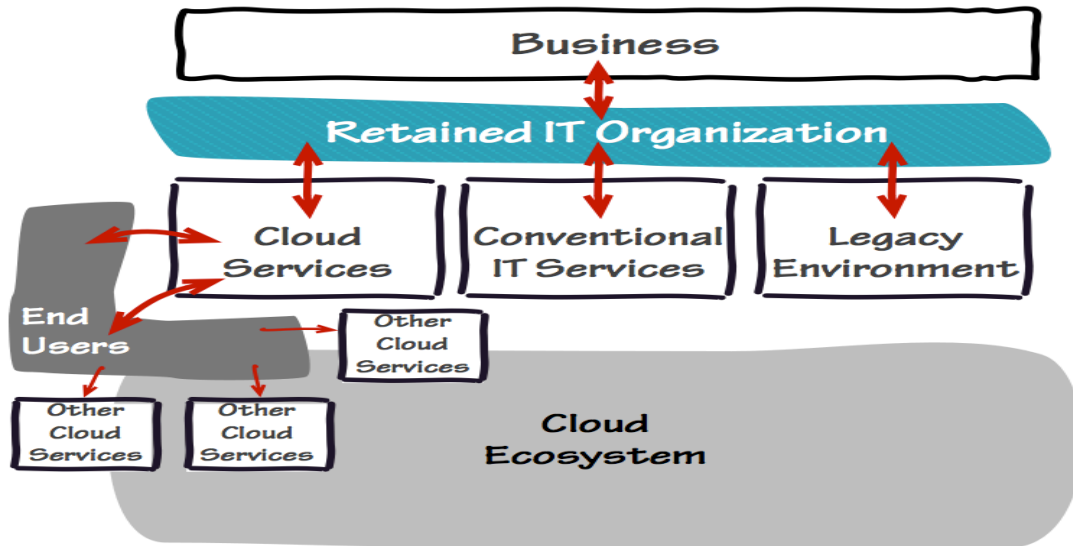 Business
Retained IT Organization
Cloud
Services
Conventional
IT Services
Legacy
Environment
End
Users
Other
Cloud
Services
Other
Cloud
Services
Other
Cloud
Services
Cloud
Ecosystem